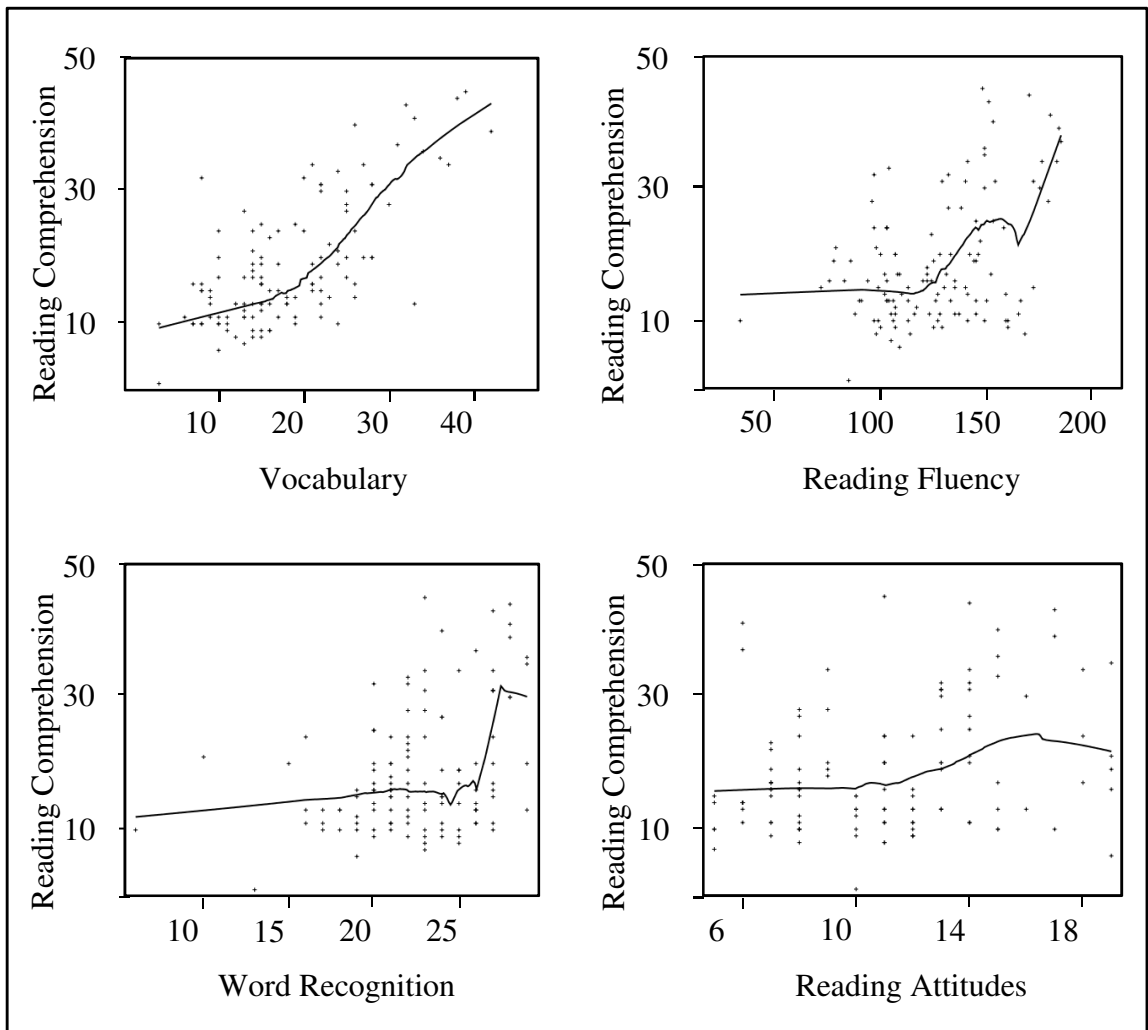 50
30
10
Reading Comprehension
10 20 30 40
Vocabulary
50
30
10
Reading Comprehension
50 100 150 200
Reading Fluency
50
30
10
Reading Comprehension
10 15 20 25
Word Recognition
50
30
10
Reading Comprehension
6 10 14 18
Reading Attitudes